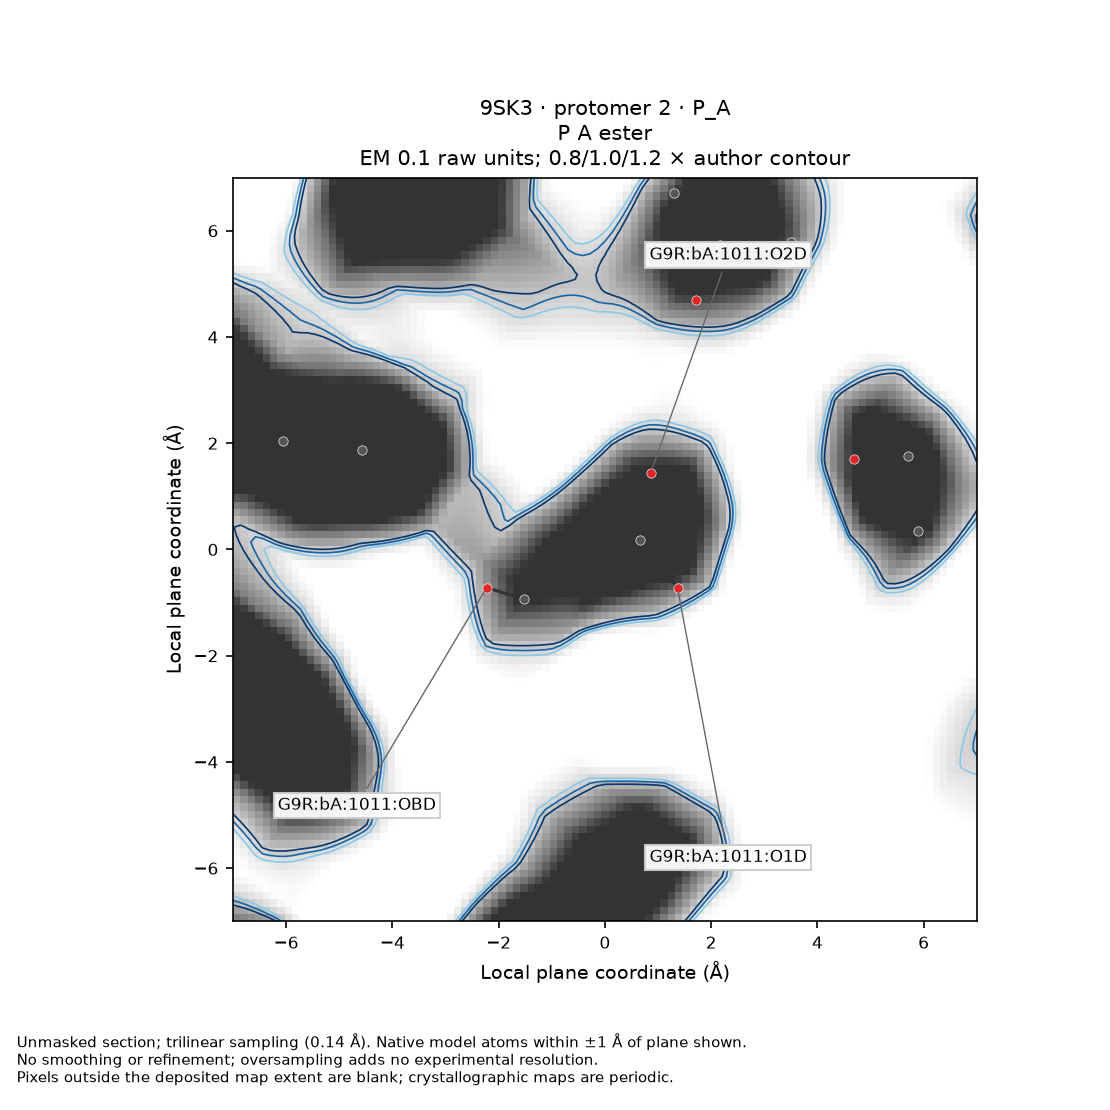 9SK3 · protomer 2 · P_A
P A ester
EM 0.1 raw units; 0.8/1.0/1.2 × author contour
6
4
2
0
−2
−4
−6
Local plane coordinate (Å)
G9R:bA:1011:O2D
G9R:bA:1011:OBD
G9R:bA:1011:O1D
−6 −4 −2 0 2 4 6
Local plane coordinate (Å)
Unmasked section; trilinear sampling (0.14 Å). Native model atoms within ±1 Å of plane shown.
No smoothing or refinement; oversampling adds no experimental resolution.
Pixels outside the deposited map extent are blank; crystallographic maps are periodic.